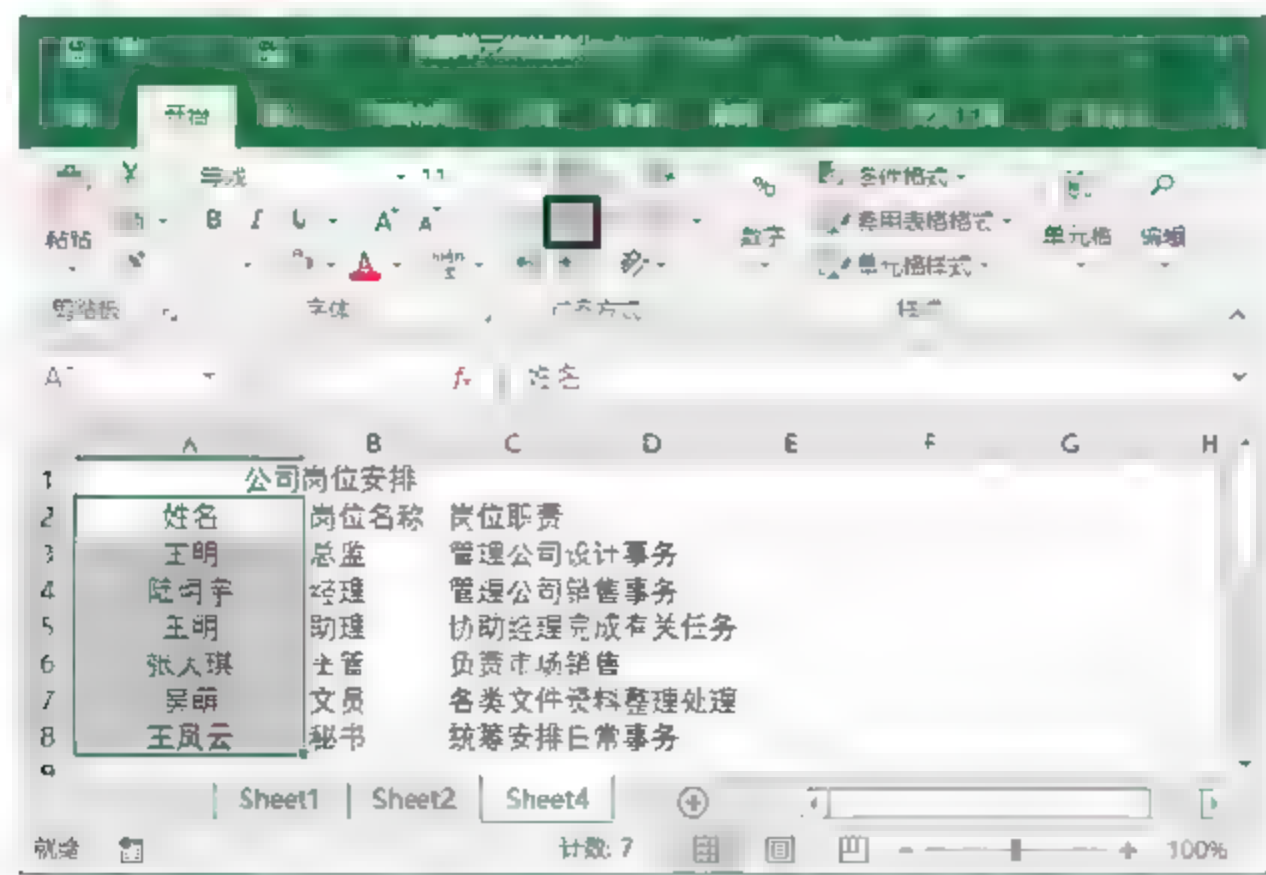 开始
11
条件格式
%
B I U A A
套用表格格式
粘贴 数字 单元格 编辑
A
单元格样式
剪贴板 字体 对齐方式 样式
A fx 姓名
A B C D E F G H
1 公司岗位安排
2 姓名 岗位名称 岗位职责
3 王明 总监 管理公司设计事务
4 经理 管理公司销售事务
5 王明 助理 协助经理完成有关任务
6 张天琪 主管 负责市场销售
7 吴萌 文员 各类文件资料整理处理
8 王凤云 秘书 统筹安排日常事务
9
Sheet1 Sheet2 Sheet4
就绪 计数: 7 100%